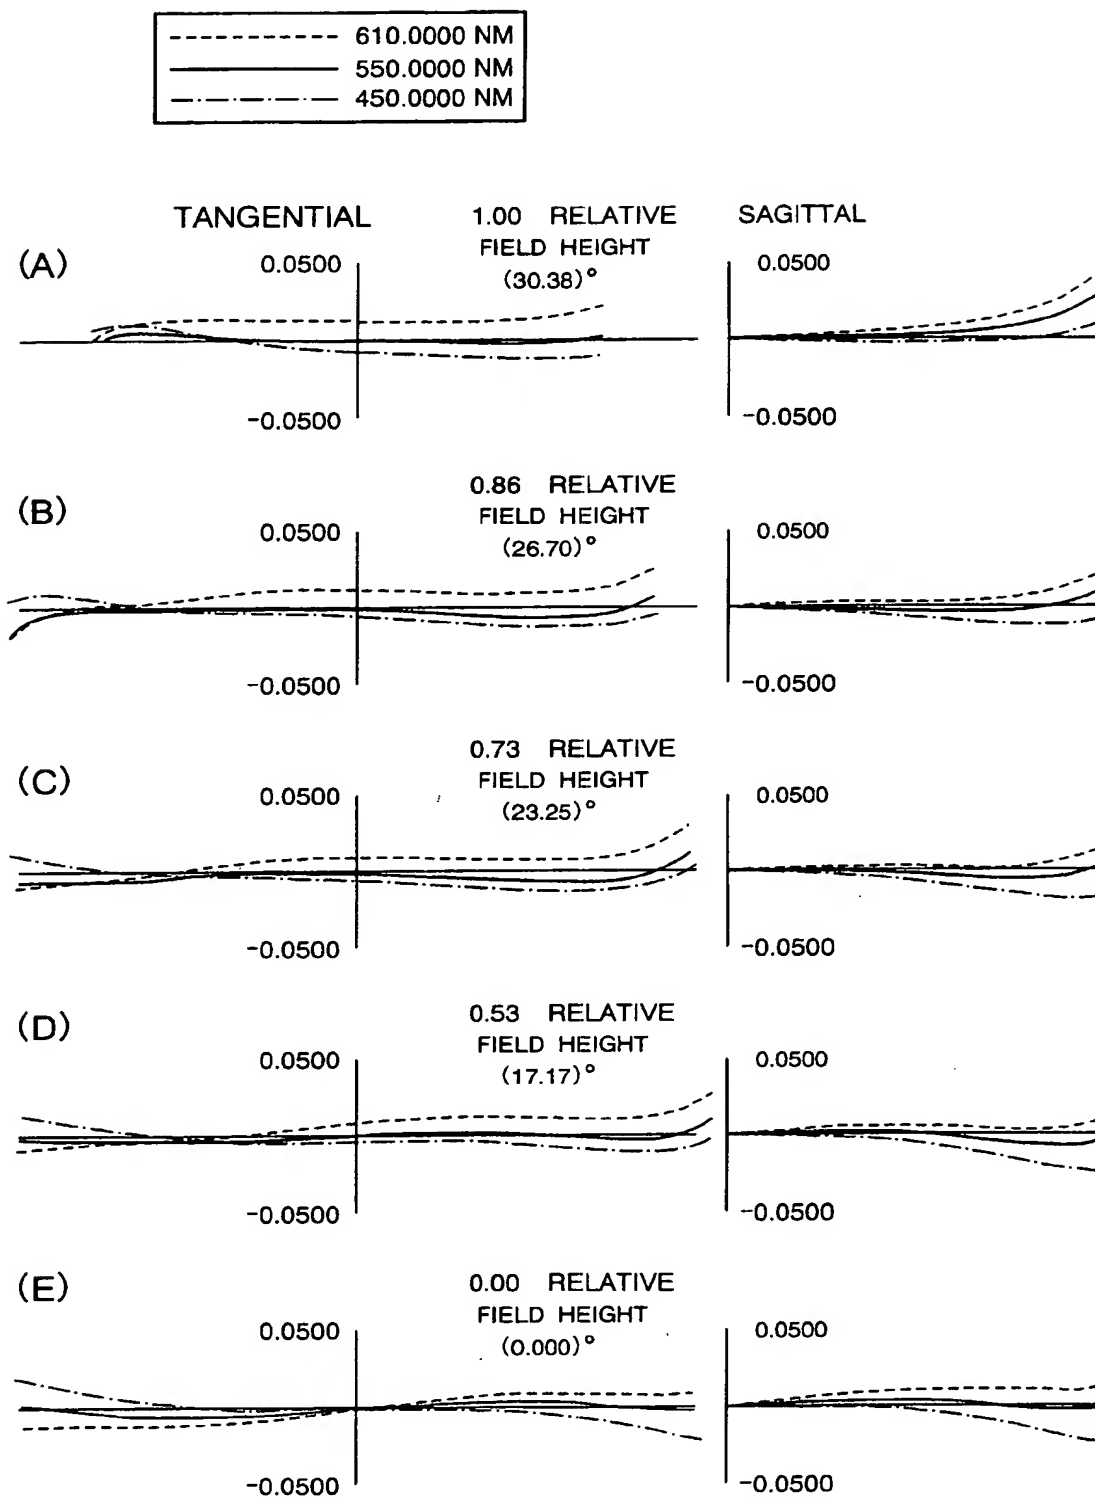 610.0000 NM
550.0000 NM
450.0000 NM
TANGENTIAL
1.00 RELATIVE
FIELD HEIGHT
(30.38)°
SAGITTAL
(A)
0.0500
0.0500
-0.0500
-0.0500
0.86 RELATIVE
FIELD HEIGHT
(26.70)°
(B)
0.0500
0.0500
-0.0500
-0.0500
0.73 RELATIVE
FIELD HEIGHT
(23.25)°
(C)
0.0500
0.0500
-0.0500
-0.0500
0.53 RELATIVE
FIELD HEIGHT
(17.17)°
(D)
0.0500
0.0500
-0.0500
-0.0500
0.00 RELATIVE
FIELD HEIGHT
(0.000)°
(E)
0.0500
0.0500
-0.0500
-0.0500